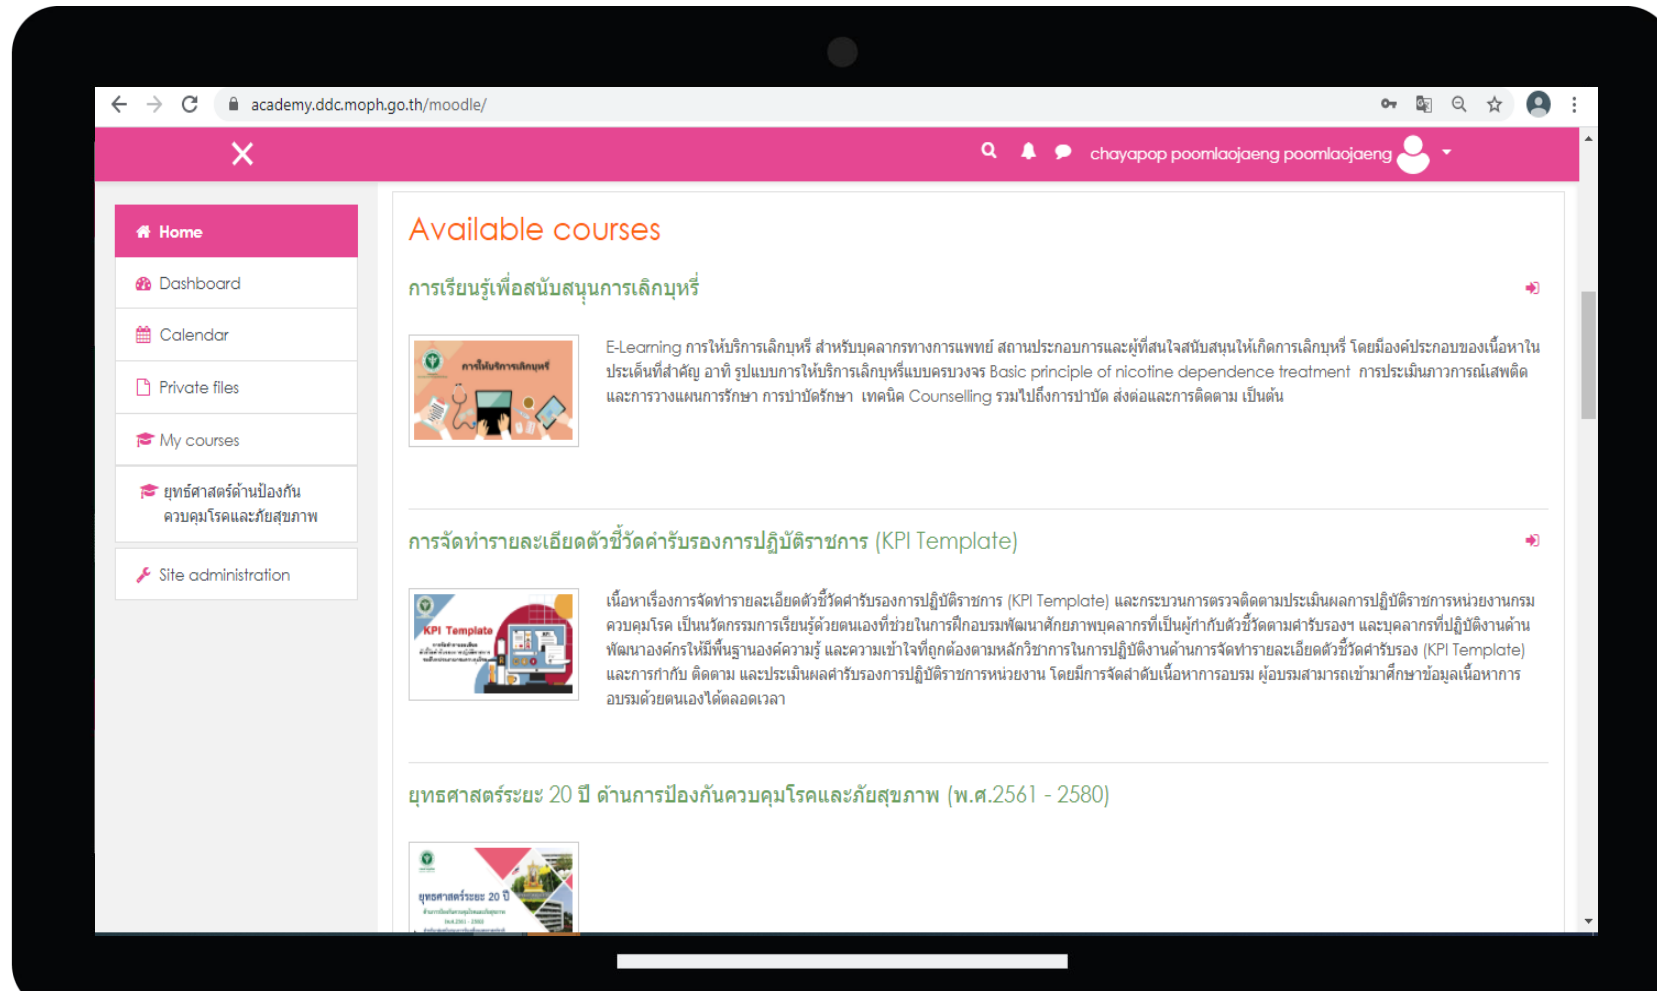 academy.ddc.moph.go.th/moodle/
chayapop poomlaojaeng poomlaojaeng
Home
Dashboard
Calendar
Private files
My courses
ยุทธ์ศาสตร์ด้านป้องกัน
ควบคุมโรคและภัยสุขภาพ
Site administration
Available courses
การเรียนรู้เพื่อสนับสนุนการเลิกบุหรี่
การให้บริการเลิกบุหรี่
E-Learning การให้บริการเลิกบุหรี่ สำหรับบุคลากรทางการแพทย์ สถานประกอบการและผู้ที่สนใจสนับสนุนให้เกิดการเลิกบุหรี่ โดยมีองค์ประกอบของเนื้อหาใน
ประเด็นที่สำคัญ อาทิ รูปแบบการให้บริการเลิกบุหรี่แบบครบวงจร Basic principle of nicotine dependence treatment การประเมินภาวการณ์เสพติด
และการวางแผนการรักษา การบำบัดรักษา เทคนิค Counselling รวมไปถึงการบำบัด ส่งต่อและการติดตาม เป็นต้น
การจัดทำรายละเอียดตัวชี้วัดคำรับรองการปฏิบัติราชการ (KPI Template)
KPI Template
เนื้อหาเรื่องการจัดทำรายละเอียดตัวชี้วัดคำรับรองการปฏิบัติราชการ (KPI Template) และกระบวนการตรวจติดตามประเมินผลการปฏิบัติราชการหน่วยงานกรม
ควบคุมโรค เป็นนวัตกรรมการเรียนรู้ด้วยตนเองที่ช่วยในการฝึกอบรมพัฒนาศักยภาพบุคลากรที่เป็นผู้กำกับตัวชี้วัดตามคำรับรองฯ และบุคลากรที่ปฏิบัติงานด้าน
พัฒนาองค์กรให้มีพื้นฐานองค์ความรู้ และความเข้าใจที่ถูกต้องตามหลักวิชาการในการปฏิบัติงานด้านการจัดทำรายละเอียดตัวชี้วัดคำรับรอง (KPI Template)
และการกำกับ ติดตาม และประเมินผลคำรับรองการปฏิบัติราชการหน่วยงาน โดยมีการจัดลำดับเนื้อหาการอบรม ผู้อบรมสามารถเข้ามาศึกษาข้อมูลเนื้อหาการ
อบรมด้วยตนเองได้ตลอดเวลา
ยุทธศาสตร์ระยะ 20 ปี ด้านการป้องกันควบคุมโรคและภัยสุขภาพ (พ.ศ.2561 - 2580)
ยุทธศาสตร์ระยะ 20 ปี